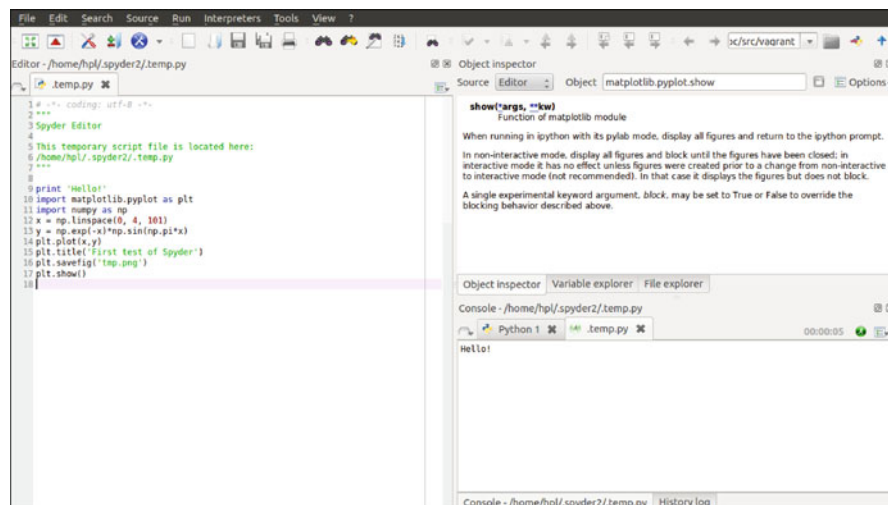 File Edit Search Source Run Interpreters Tools View ?
sc/src/vagrant
Editor - /home/hpl/.spyder2/.temp.py
.temp.py
1 # -*- coding: utf-8 -*-
2 """
3 Spyder Editor
4
5 This temporary script file is located here:
6 /home/hpl/.spyder2/.temp.py
7 """
8
9 print 'Hello!'
10 import matplotlib.pyplot as plt
11 import numpy as np
12 x = np.linspace(0, 4, 101)
13 y = np.exp(-x)*np.sin(np.pi*x)
14 plt.plot(x,y)
15 plt.title('First test of Spyder')
16 plt.savefig('tmp.png')
17 plt.show()
18
Object inspector
Source Editor Object matplotlib.pyplot.show Options
show(*args, **kw)
Function of matplotlib module
When running in ipython with its pylab mode, display all figures and return to the ipython prompt.
In non-interactive mode, display all figures and block until the figures have been closed; in
interactive mode it has no effect unless figures were created prior to a change from non-interactive
to interactive mode (not recommended). In that case it displays the figures but does not block.
A single experimental keyword argument, block, may be set to True or False to override the
blocking behavior described above.
Object inspector Variable explorer File explorer
Console - /home/hpl/.spyder2/.temp.py
Python 1 .temp.py 00:00:05
Hello!
Console - /home/hpl/.spyder2/.temp.py History log